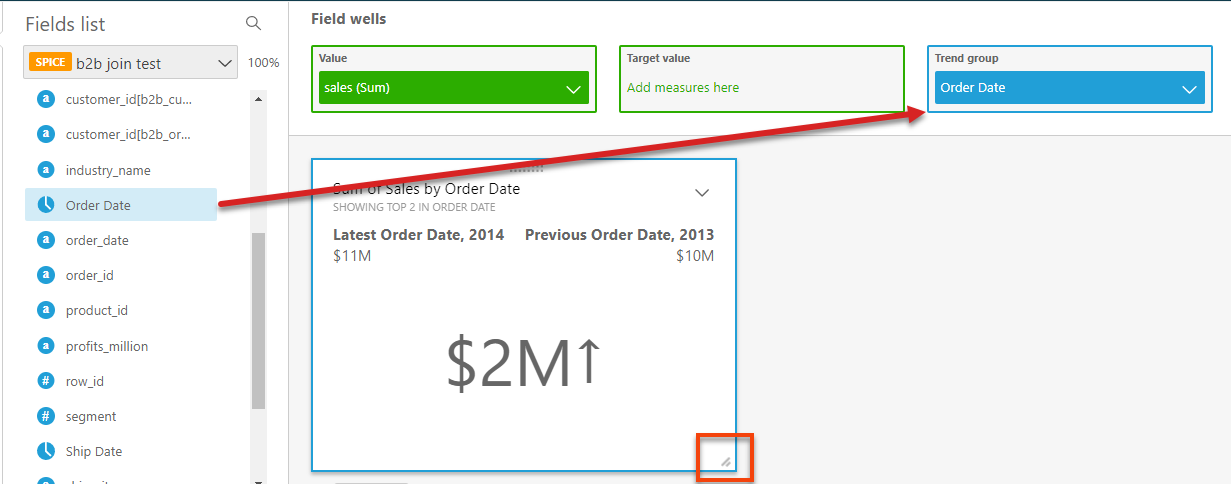 Fields list
SPICE b2b join test
100%
a customer_id[b2b_cu...
a customer_id[b2b_or...
a industry_name
Order Date
a order_date
a order_id
a product_id
a profits_million
# row_id
# segment
Ship Date
Field wells
Value
sales (Sum)
Target value
Add measures here
Trend group
Order Date
Sum of Sales by Order Date
SHOWING TOP 2 IN ORDER DATE
Latest Order Date, 2014 Previous Order Date, 2013
$11M $10M
$2M↑